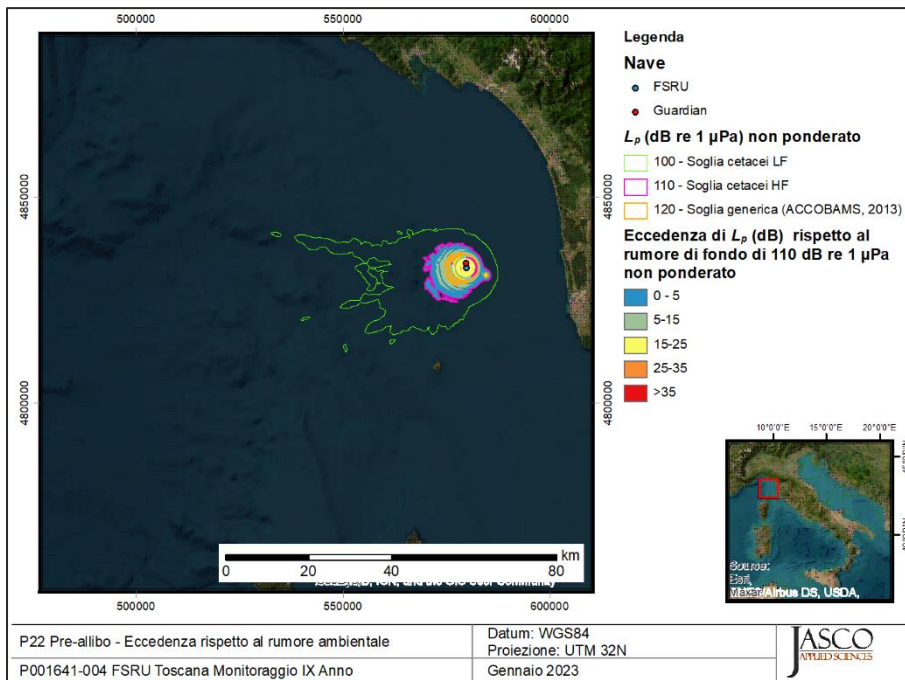 500000 550000 600000
4850000
4800000
4850000
4800000
km
0 20 40 80
500000 550000 600000
Legenda
Nave
FSRU
Guardian
Lp (dB re 1 µPa) non ponderato
100 - Soglia cetacei LF
110 - Soglia cetacei HF
120 - Soglia generica (ACCOBAMS, 2013)
Eccedenza di Lp (dB) rispetto al
rumore di fondo di 110 dB re 1 µPa
non ponderato
0 - 5
5-15
15-25
25-35
>35
10°0'0"E 15°0'0"E 20°0'0"E
Source:
Esri,
Maxar, Airbus DS, USDA,
P22 Pre-allibo - Eccedenza rispetto al rumore ambientale
Datum: WGS84
Proiezione: UTM 32N
P001641-004 FSRU Toscana Monitoraggio IX Anno
Gennaio 2023
JASCO
APPLIED SCIENCES